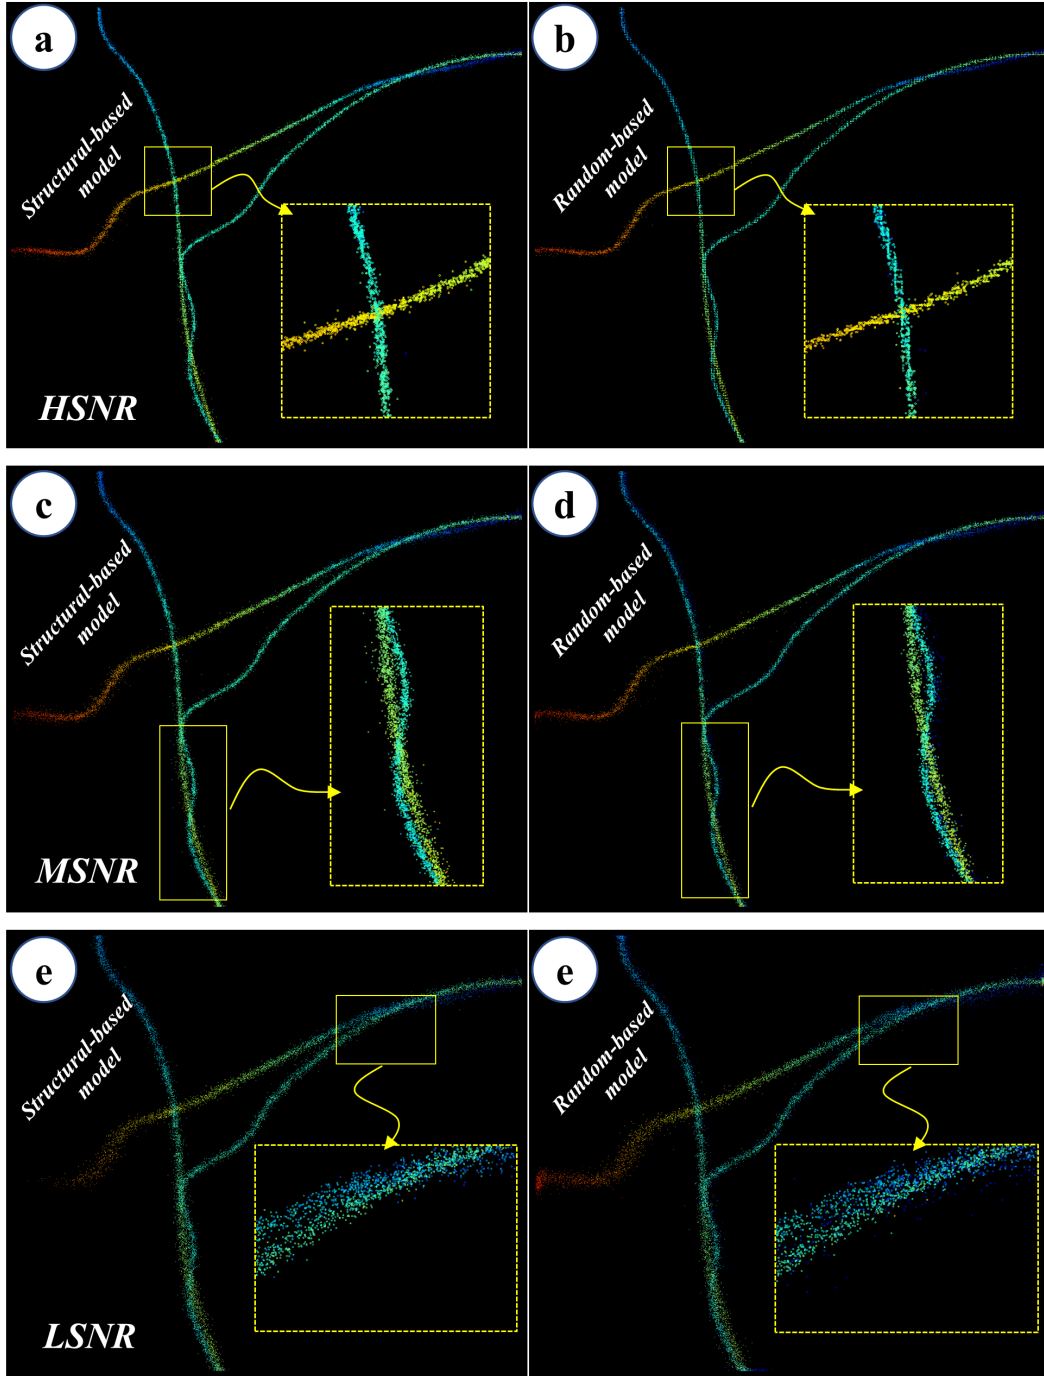 a
Structural-based
model
HSNR
b
Random-based
model
c
Structural-based
model
MSNR
d
Random-based
model
e
Structural-based
model
LSNR
e
Random-based
model